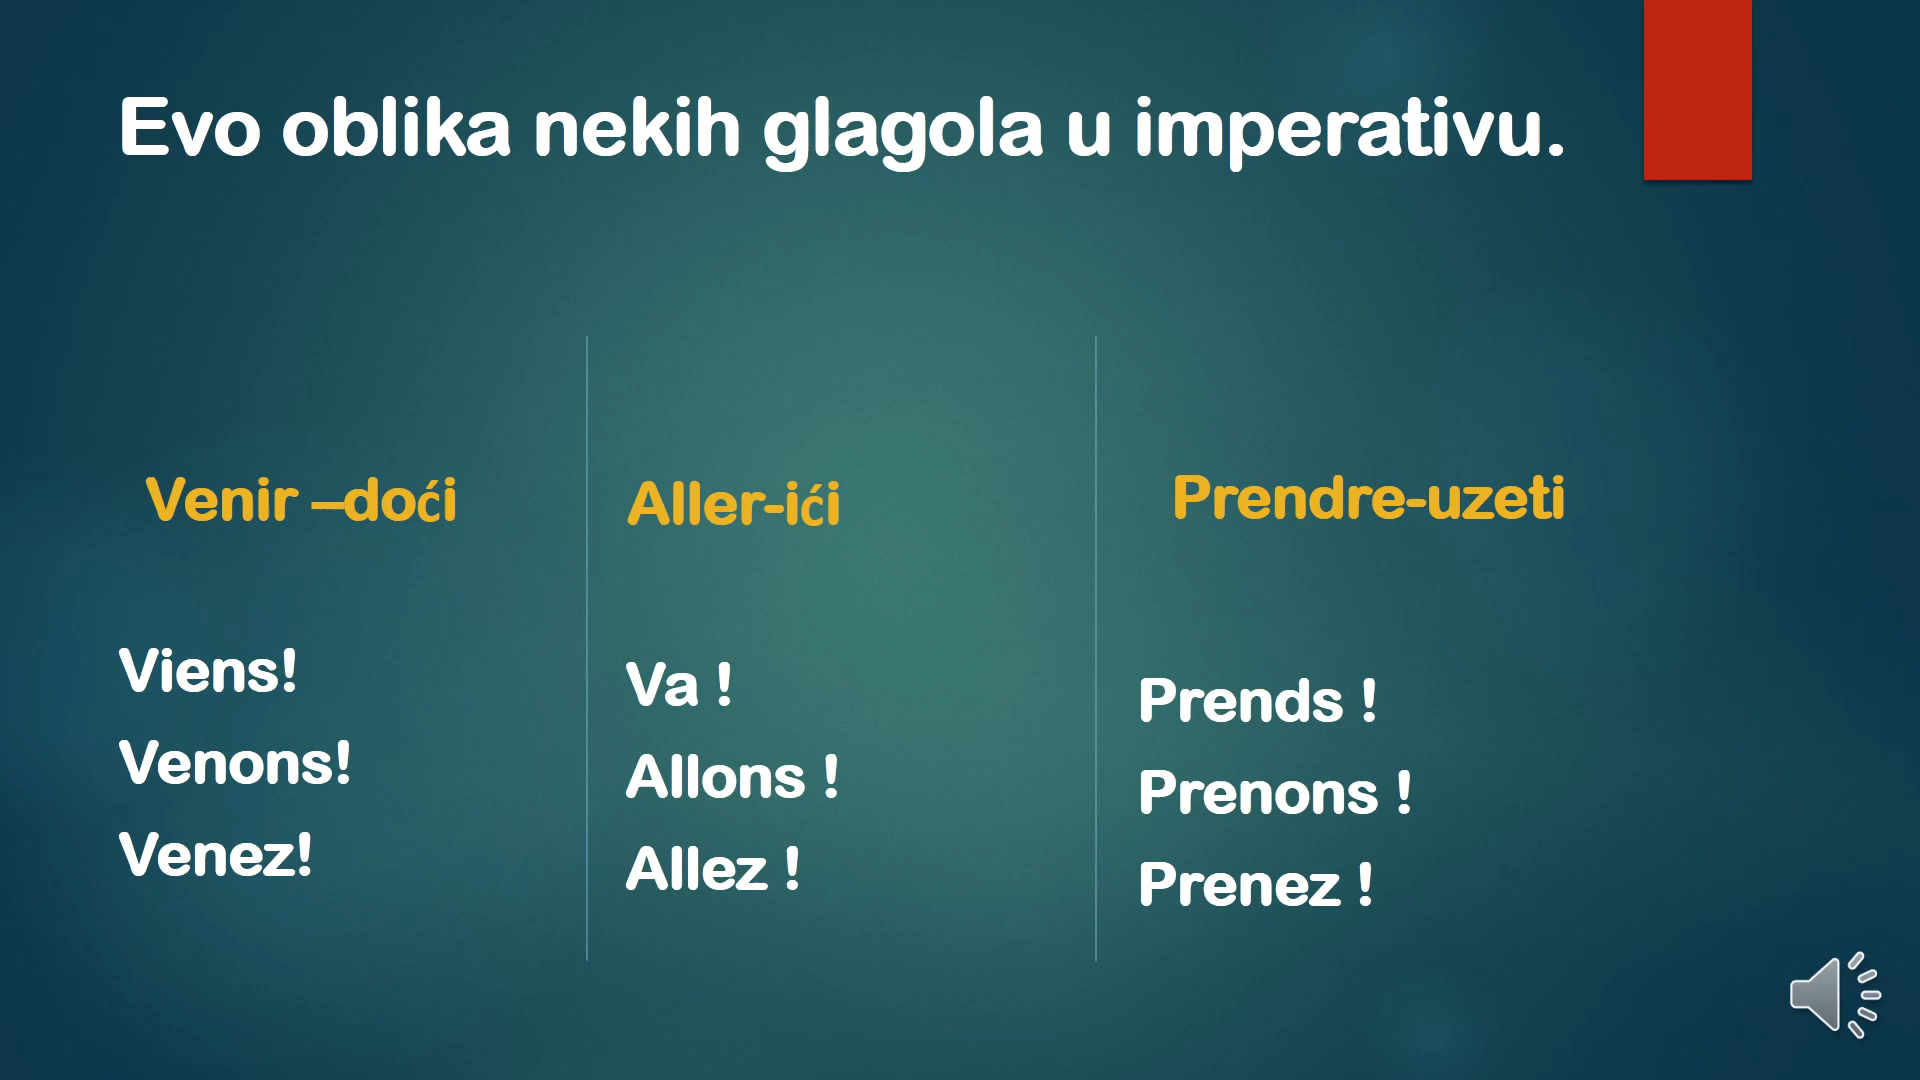 Evo oblika nekih glagola u imperativu.
Venir –doći
Viens!
Venons!
Venez!
Aller-ići
Va !
Allons !
Allez !
Prendre-uzeti
Prends !
Prenons !
Prenez !